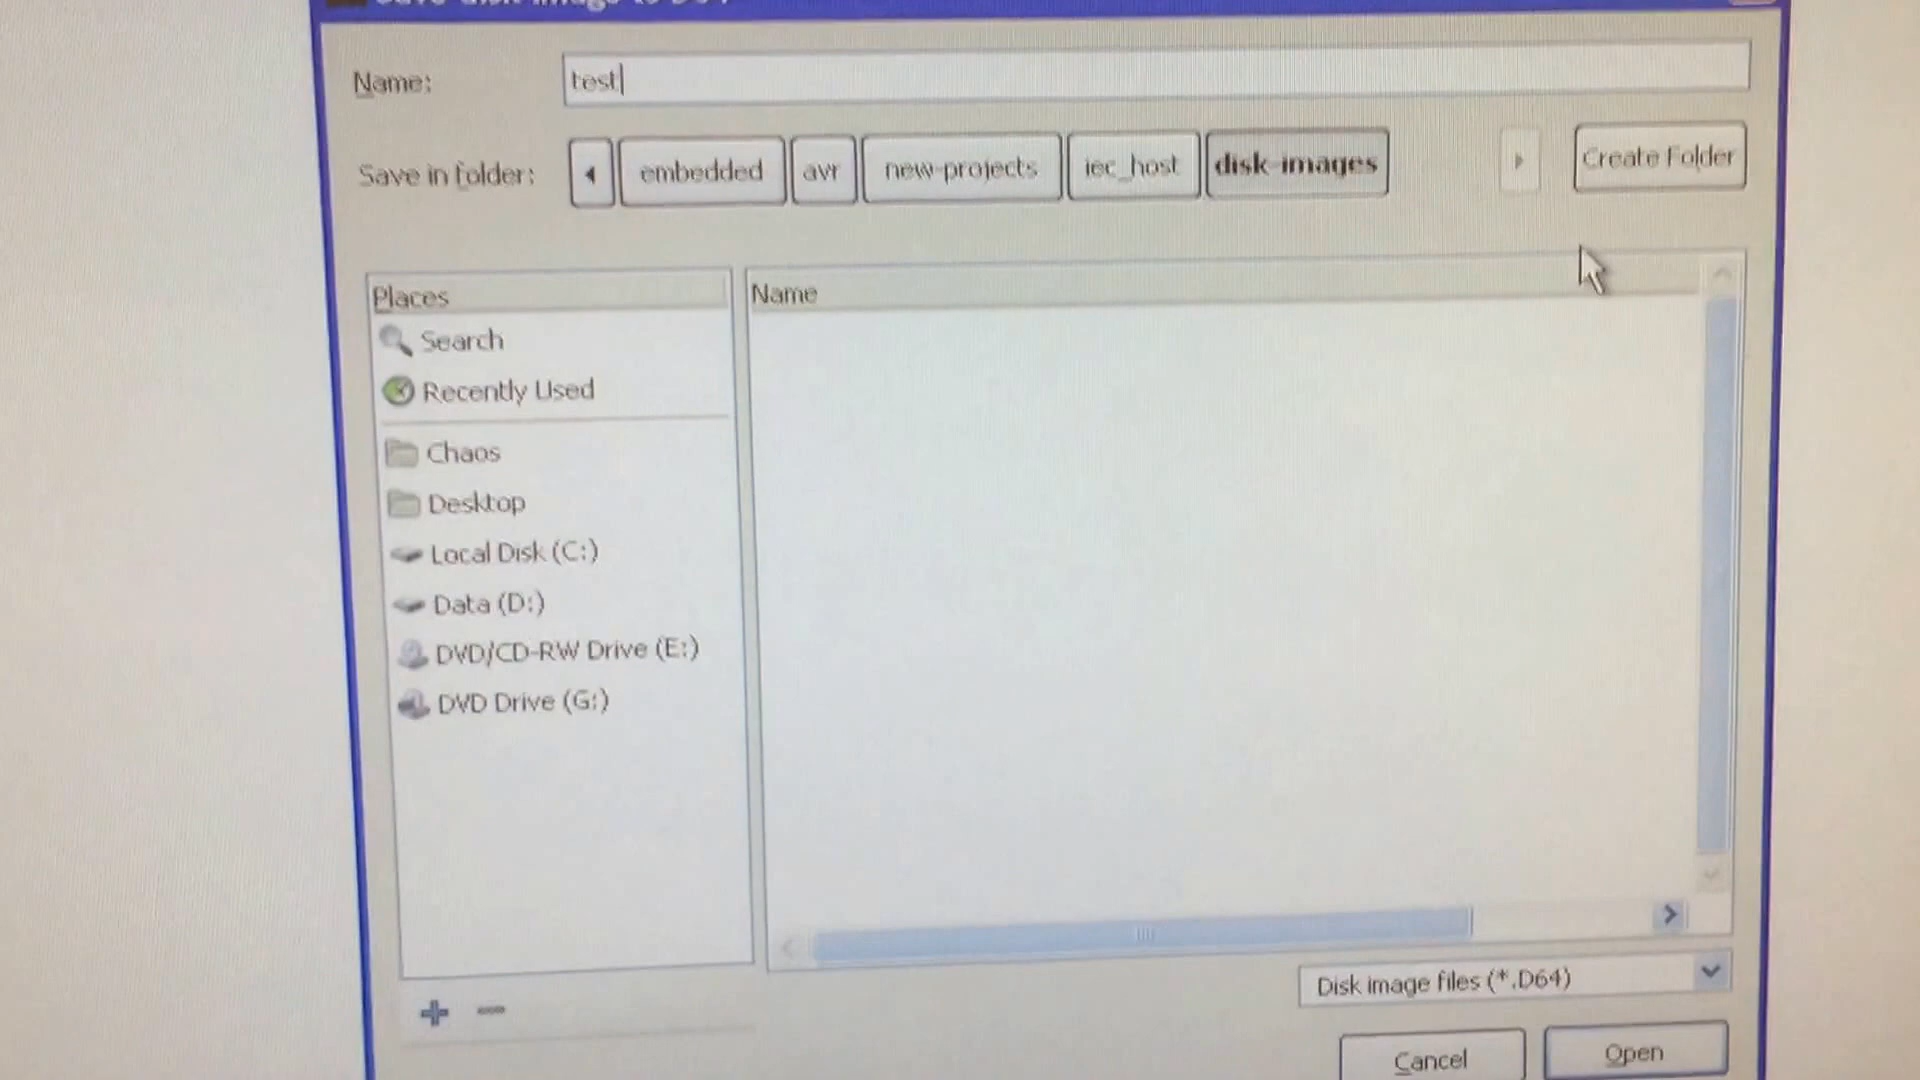 Name: test
Save in folder: embedded avr new-projects iec_host disk-images Create Folder
Places
Search
Recently Used
Chaos
Desktop
Local Disk (C:)
Data (D:)
DVD/CD-RW Drive (E:)
DVD Drive (G:)
Name
Disk image files (*.D64)
Cancel Open